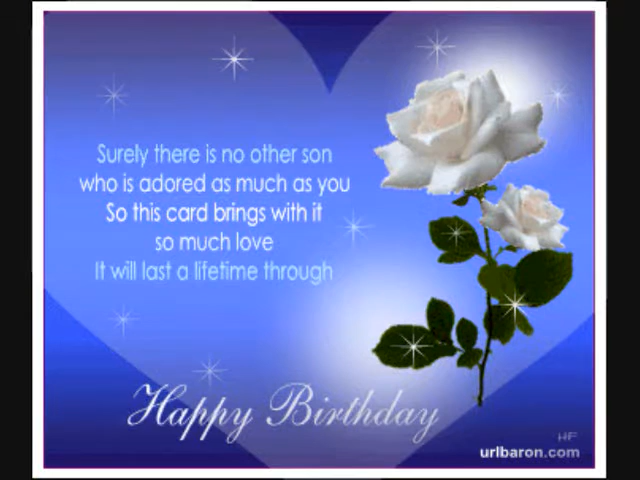 Surely there is no other son
who is adored as much as you
So this card brings with it
so much love
It will last a lifetime through
Happy Birthday
HF
urlbaron.com